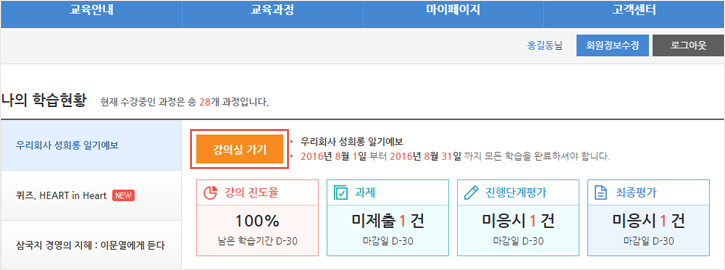 교육안내 교육과정 마이페이지 고객센터
홍길동님 회원정보수정 로그아웃
나의 학습현황 현재 수강중인 과정은 총 28개 과정입니다.
우리회사 성희롱 일기예보
퀴즈, HEART in Heart NEW
삼국지 경영의 지혜 : 이문열에게 듣다
강의실 가기
우리회사 성희롱 일기예보
2016년 8월 1일 부터 2016년 8월 31일 까지 모든 학습을 완료하셔야 합니다.
강의 진도율
100%
남은 학습기간 D-30
과제
미제출 1 건
마감일 D-30
진행단계평가
미응시 1 건
마감일 D-30
최종평가
미응시 1 건
마감일 D-30